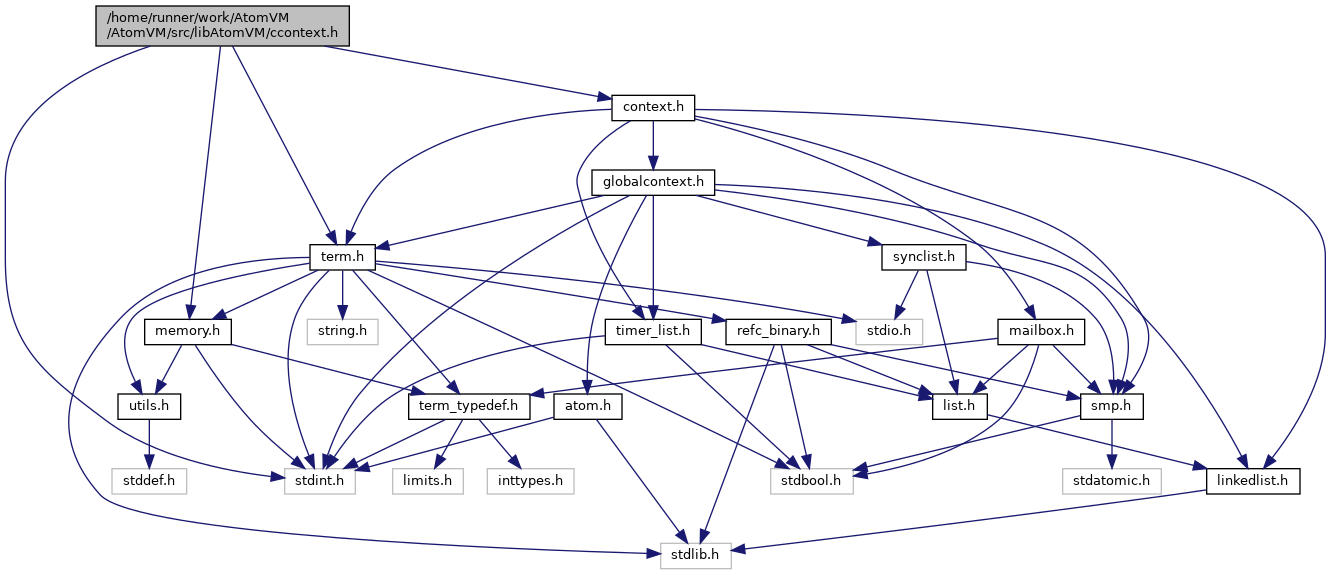 /home/runner/work/AtomVM
/AtomVM/src/libAtomVM/ccontext.h
context.h
globalcontext.h
term.h
synclist.h
memory.h
string.h
timer_list.h
refc_binary.h
stdio.h
mailbox.h
utils.h
term_typedef.h
atom.h
list.h
smp.h
stddef.h
stdint.h
limits.h
inttypes.h
stdbool.h
stdatomic.h
linkedlist.h
stdlib.h